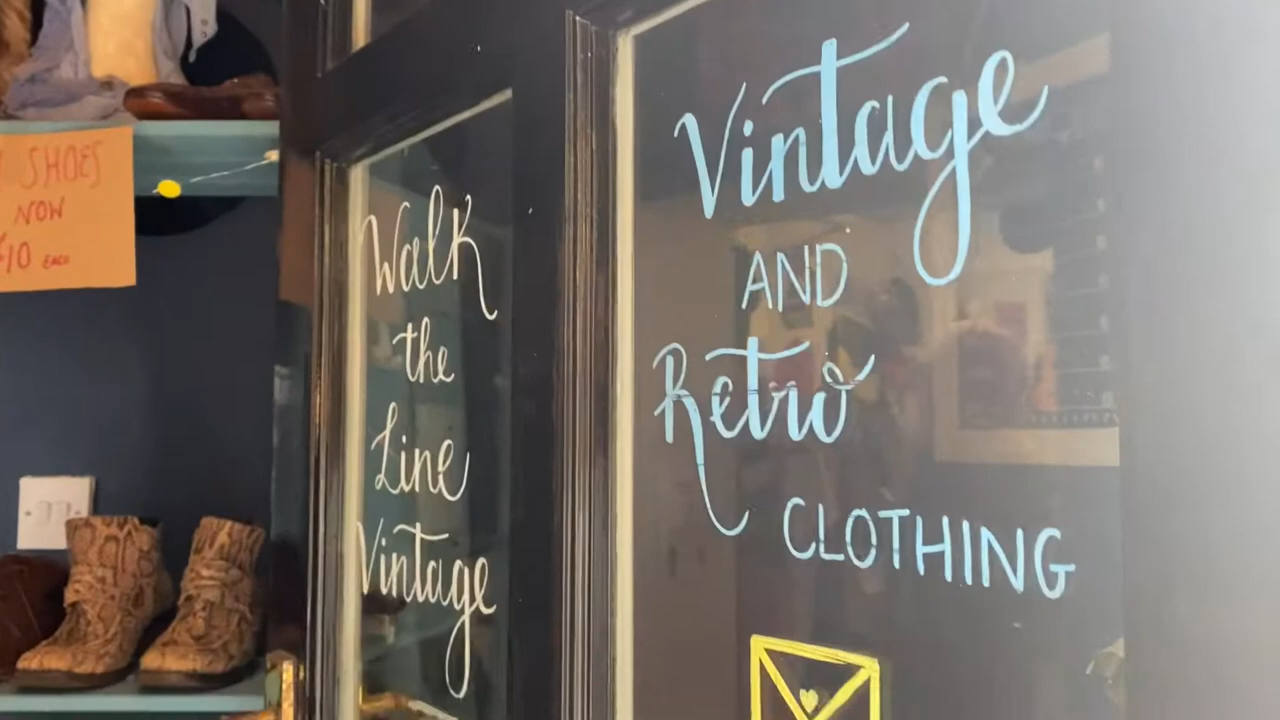 SHOES
NOW
£10 EACH
Walk
the
Line
Vintage
Vintage
AND
Retro
CLOTHING